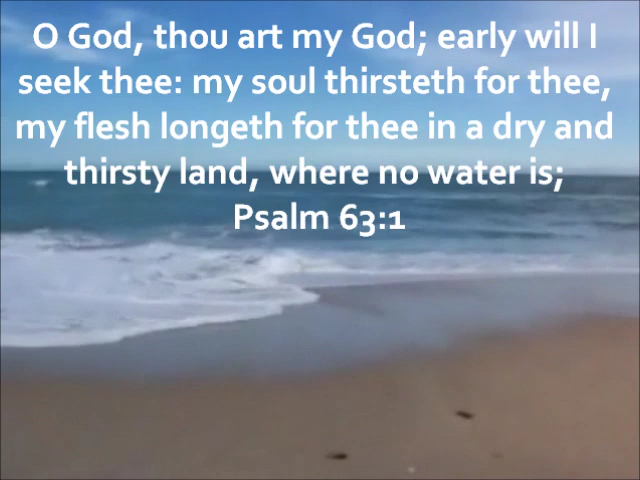 O God, thou art my God; early will I
seek thee: my soul thirsteth for thee,
my flesh longeth for thee in a dry and
thirsty land, where no water is;
Psalm 63:1